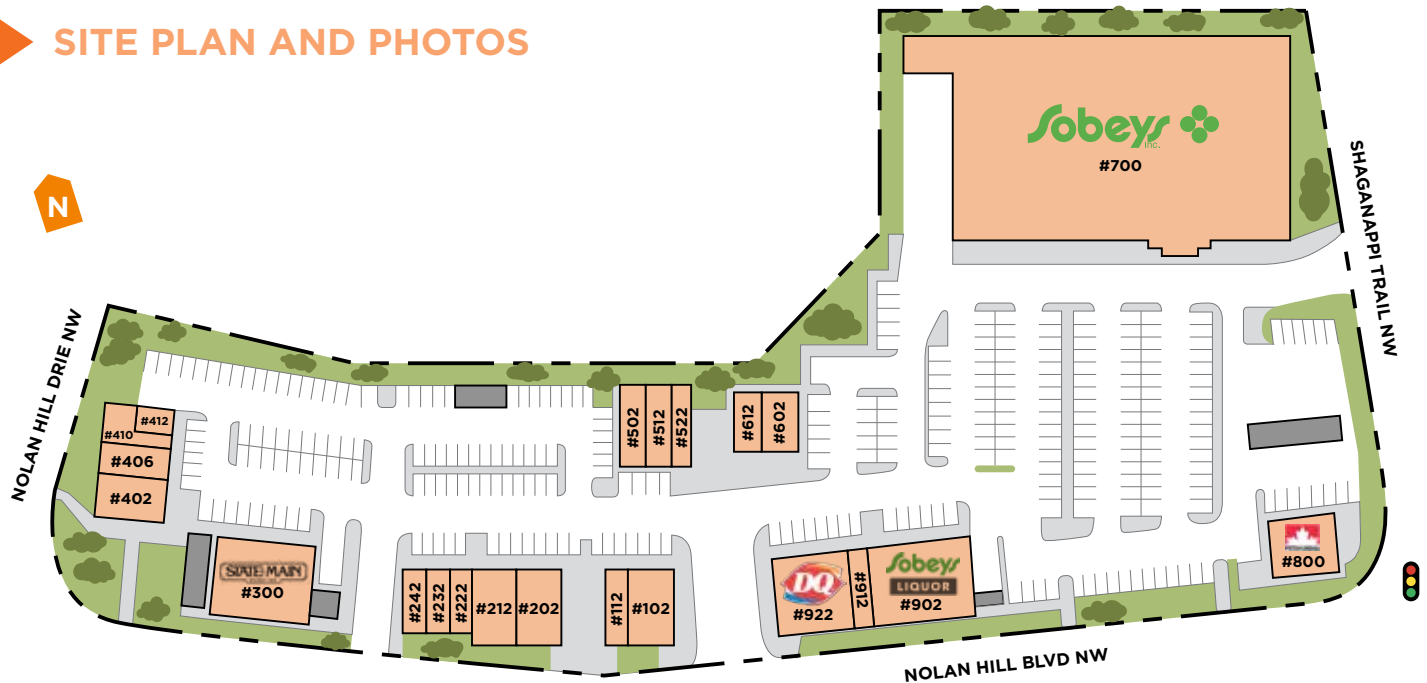 SITE PLAN AND PHOTOS
Sobeys
inc.
#700
SHAGANAPPI TRAIL NW
N
NOLAN HILL DRIE NW
#412
#410
#406
#402
STATE & MAIN
#300
#242
#232
#222
#212
#202
#112
#102
#502
#512
#522
#612
#602
DQ
#922
#912
Sobeys
LIQUOR
#902
#800
NOLAN HILL BLVD NW